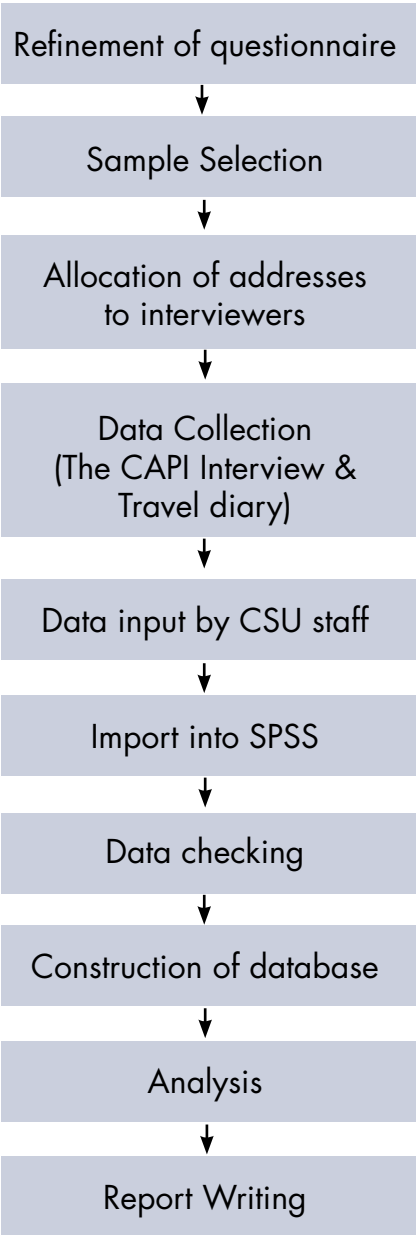 Refinement of questionnaire
Sample Selection
Allocation of addresses
to interviewers
Data Collection
(The CAPI Interview &
Travel diary)
Data input by CSU staff
Import into SPSS
Data checking
Construction of database
Analysis
Report Writing